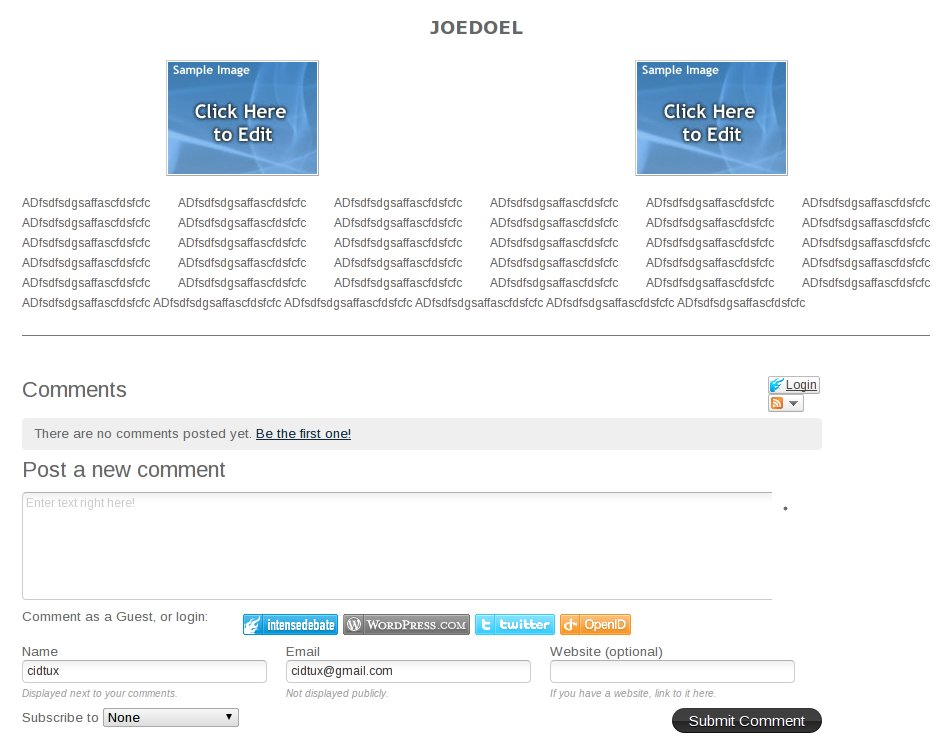 JOEDOEL
Sample Image
Click Here
to Edit
Sample Image
Click Here
to Edit
ADfsdfsdgsaffascfdsfcfc ADfsdfsdgsaffascfdsfcfc ADfsdfsdgsaffascfdsfcfc ADfsdfsdgsaffascfdsfcfc ADfsdfsdgsaffascfdsfcfc ADfsdfsdgsaffascfdsfcfc
ADfsdfsdgsaffascfdsfcfc ADfsdfsdgsaffascfdsfcfc ADfsdfsdgsaffascfdsfcfc ADfsdfsdgsaffascfdsfcfc ADfsdfsdgsaffascfdsfcfc ADfsdfsdgsaffascfdsfcfc
ADfsdfsdgsaffascfdsfcfc ADfsdfsdgsaffascfdsfcfc ADfsdfsdgsaffascfdsfcfc ADfsdfsdgsaffascfdsfcfc ADfsdfsdgsaffascfdsfcfc ADfsdfsdgsaffascfdsfcfc
ADfsdfsdgsaffascfdsfcfc ADfsdfsdgsaffascfdsfcfc ADfsdfsdgsaffascfdsfcfc ADfsdfsdgsaffascfdsfcfc ADfsdfsdgsaffascfdsfcfc ADfsdfsdgsaffascfdsfcfc
ADfsdfsdgsaffascfdsfcfc ADfsdfsdgsaffascfdsfcfc ADfsdfsdgsaffascfdsfcfc ADfsdfsdgsaffascfdsfcfc ADfsdfsdgsaffascfdsfcfc ADfsdfsdgsaffascfdsfcfc
ADfsdfsdgsaffascfdsfcfc ADfsdfsdgsaffascfdsfcfc ADfsdfsdgsaffascfdsfcfc ADfsdfsdgsaffascfdsfcfc ADfsdfsdgsaffascfdsfcfc ADfsdfsdgsaffascfdsfcfc
Comments
Login
There are no comments posted yet. Be the first one!
Post a new comment
Enter text right here!
Comment as a Guest, or login: intensedebate WORDPRESS.COM twitter OpenID
Name Email Website (optional)
cidtux cidtux@gmail.com
Displayed next to your comments. Not displayed publicly. If you have a website, link to it here.
Subscribe to None Submit Comment